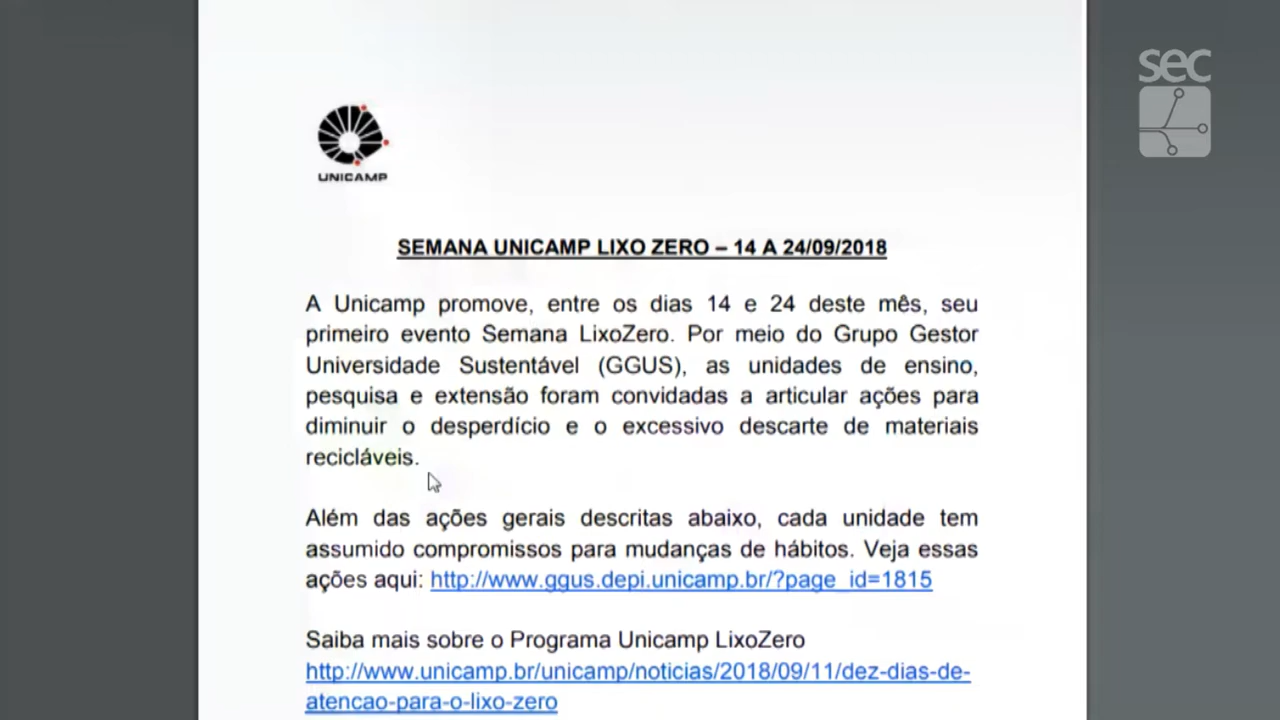 sec
UNICAMP
SEMANA UNICAMP LIXO ZERO – 14 A 24/09/2018
A Unicamp promove, entre os dias 14 e 24 deste mês, seu
primeiro evento Semana LixoZero. Por meio do Grupo Gestor
Universidade Sustentável (GGUS), as unidades de ensino,
pesquisa e extensão foram convidadas a articular ações para
diminuir o desperdício e o excessivo descarte de materiais
recicláveis.
Além das ações gerais descritas abaixo, cada unidade tem
assumido compromissos para mudanças de hábitos. Veja essas
ações aqui: http://www.ggus.depi.unicamp.br/?page_id=1815
Saiba mais sobre o Programa Unicamp LixoZero
http://www.unicamp.br/unicamp/noticias/2018/09/11/dez-dias-de-
atencao-para-o-lixo-zero